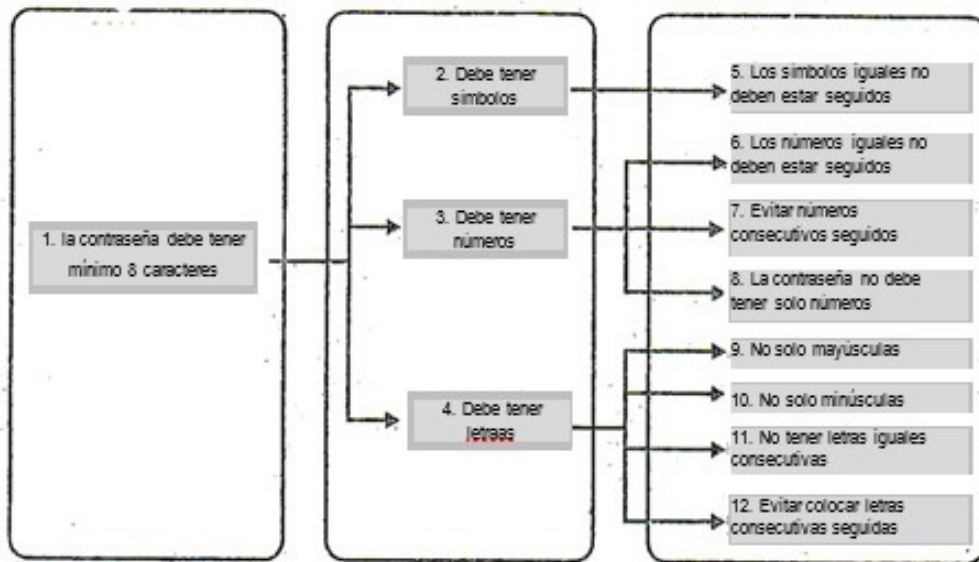 1. la contraseña debe tener
mínimo 8 caracteres
2. Debe tener
símbolos
3. Debe tener
números
4. Debe tener
letraas
5. Los símbolos iguales no
deben estar seguidos
6. Los números iguales no
deben estar seguidos
7. Evitar números
consecutivos seguidos
8. La contraseña no debe
tener solo números
9. No solo mayúsculas
10. No solo minúsculas
11. No tener letras iguales
consecutivas
12. Evitar colocar letras
consecutivas seguidas